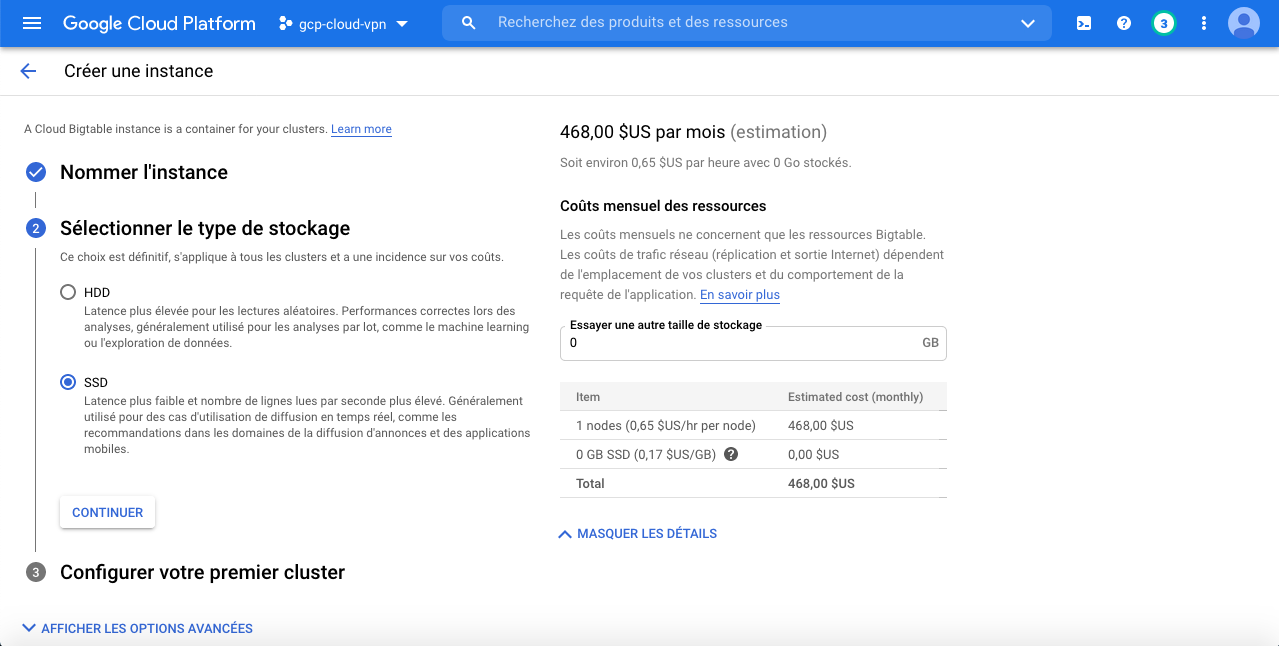 Google Cloud Platform
gcp-cloud-vpn
Recherchez des produits et des ressources
3
Créer une instance
A Cloud Bigtable instance is a container for your clusters. Learn more
Nommer l'instance
2 Sélectionner le type de stockage
Ce choix est définitif, s'applique à tous les clusters et a une incidence sur vos coûts.
HDD
Latence plus élevée pour les lectures aléatoires. Performances correctes lors des
analyses, généralement utilisé pour les analyses par lot, comme le machine learning
ou l'exploration de données.
SSD
Latence plus faible et nombre de lignes lues par seconde plus élevé. Généralement
utilisé pour des cas d'utilisation de diffusion en temps réel, comme les
recommandations dans les domaines de la diffusion d'annonces et des applications
mobiles.
CONTINUER
3 Configurer votre premier cluster
AFFICHER LES OPTIONS AVANCÉES
468,00 $US par mois (estimation)
Soit environ 0,65 $US par heure avec 0 Go stockés.
Coûts mensuel des ressources
Les coûts mensuels ne concernent que les ressources Bigtable.
Les coûts de trafic réseau (réplication et sortie Internet) dépendent
de l'emplacement de vos clusters et du comportement de la
requête de l'application. En savoir plus
Essayer une autre taille de stockage
0 GB
Item Estimated cost (monthly)
1 nodes (0,65 $US/hr per node) 468,00 $US
0 GB SSD (0,17 $US/GB) ? 0,00 $US
Total 468,00 $US
MASQUER LES DÉTAILS